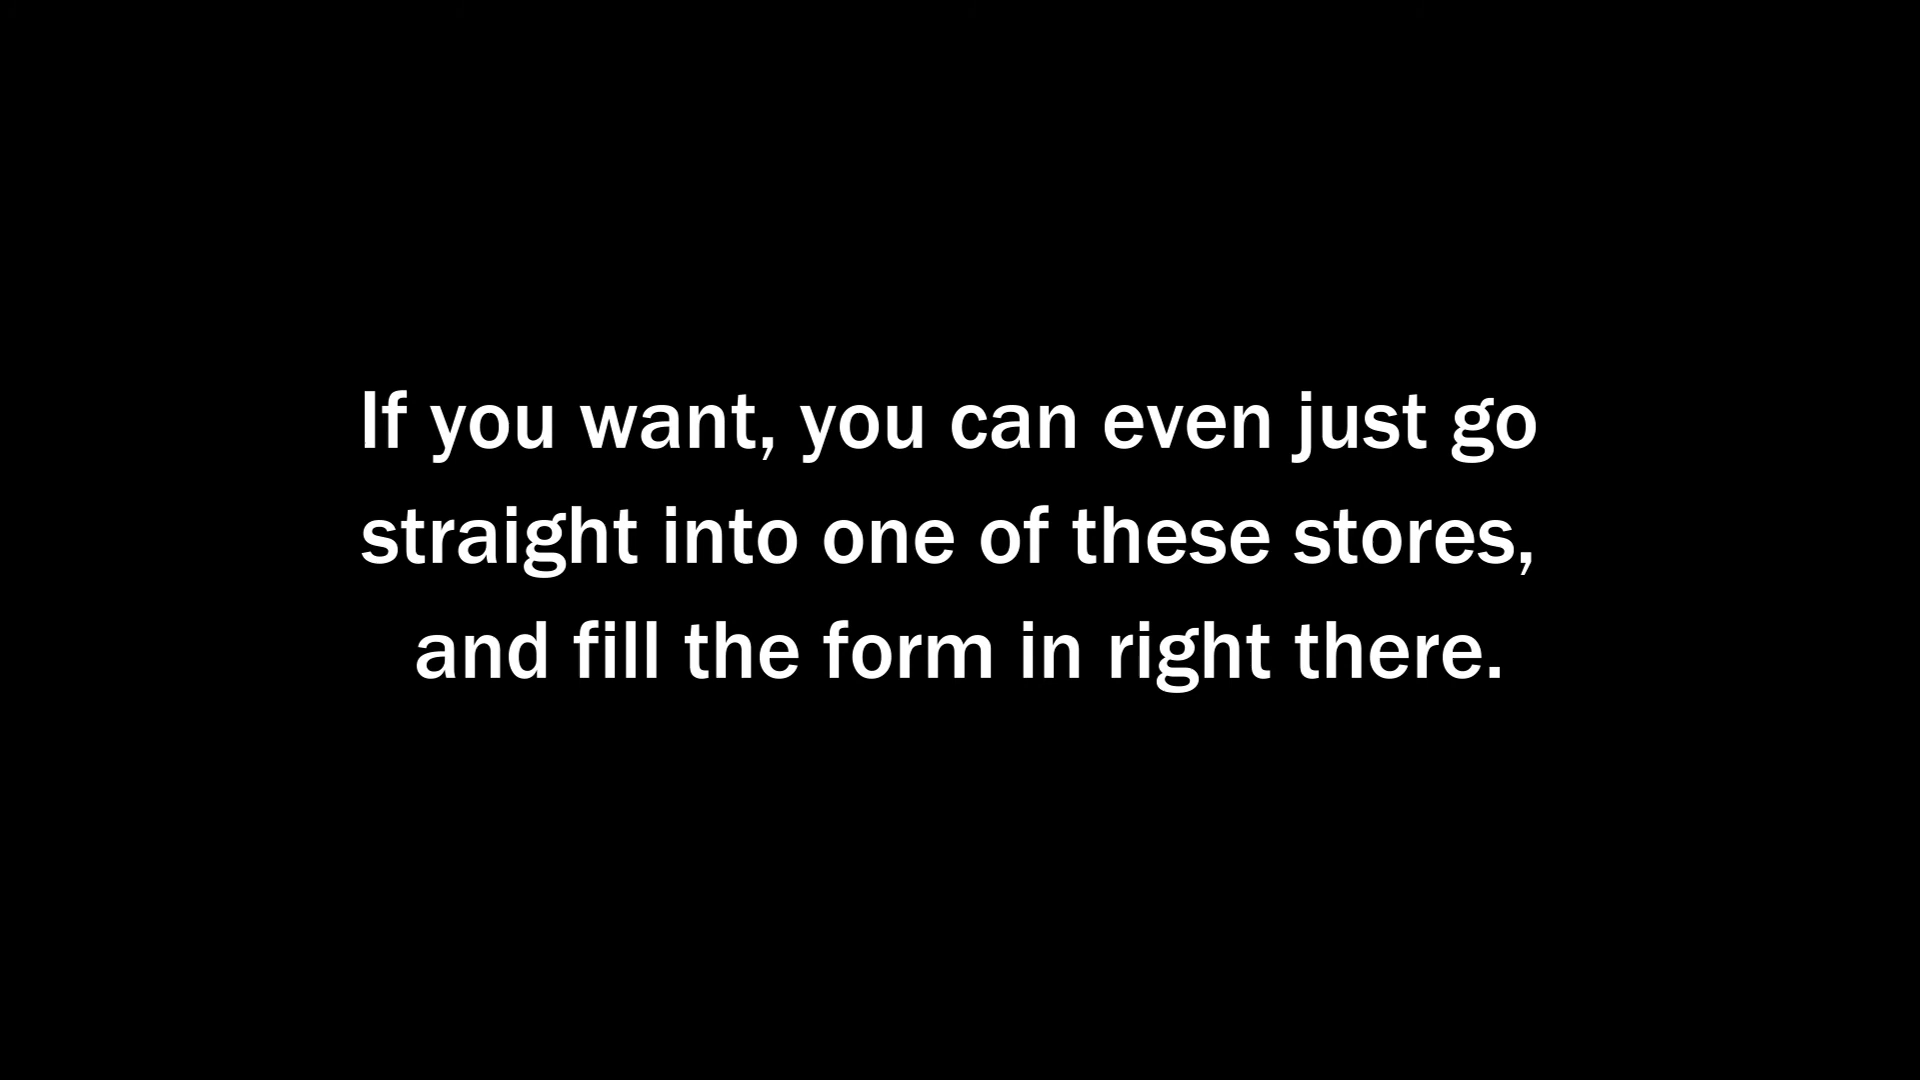 If you want, you can even just go
straight into one of these stores,
and fill the form in right there.